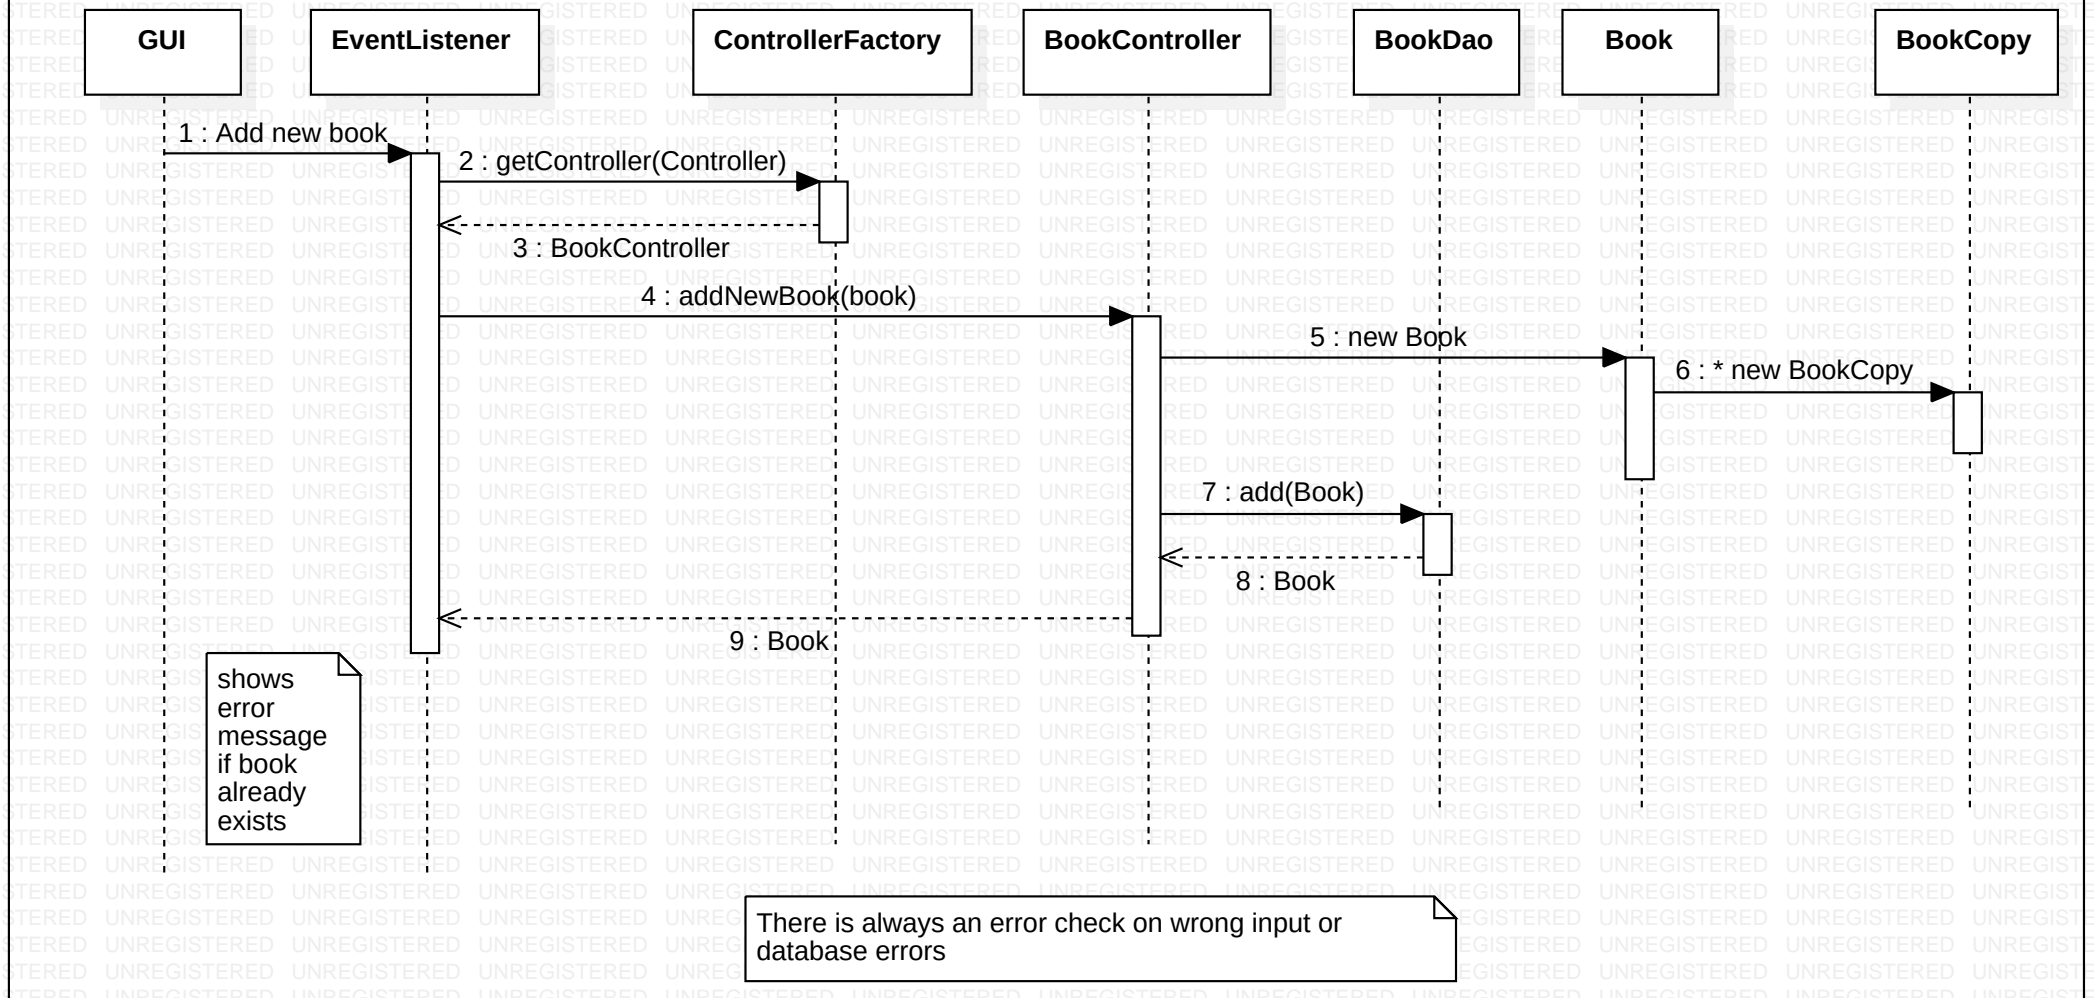 GUI
EventListener
ControllerFactory
BookController
BookDao
Book
BookCopy
1 : Add new book
2 : getController(Controller)
3 : BookController
4 : addNewBook(book)
5 : new Book
6 : * new BookCopy
7 : add(Book)
8 : Book
9 : Book
shows
error
message
if book
already
exists
There is always an error check on wrong input or
database errors
UNREGISTERED